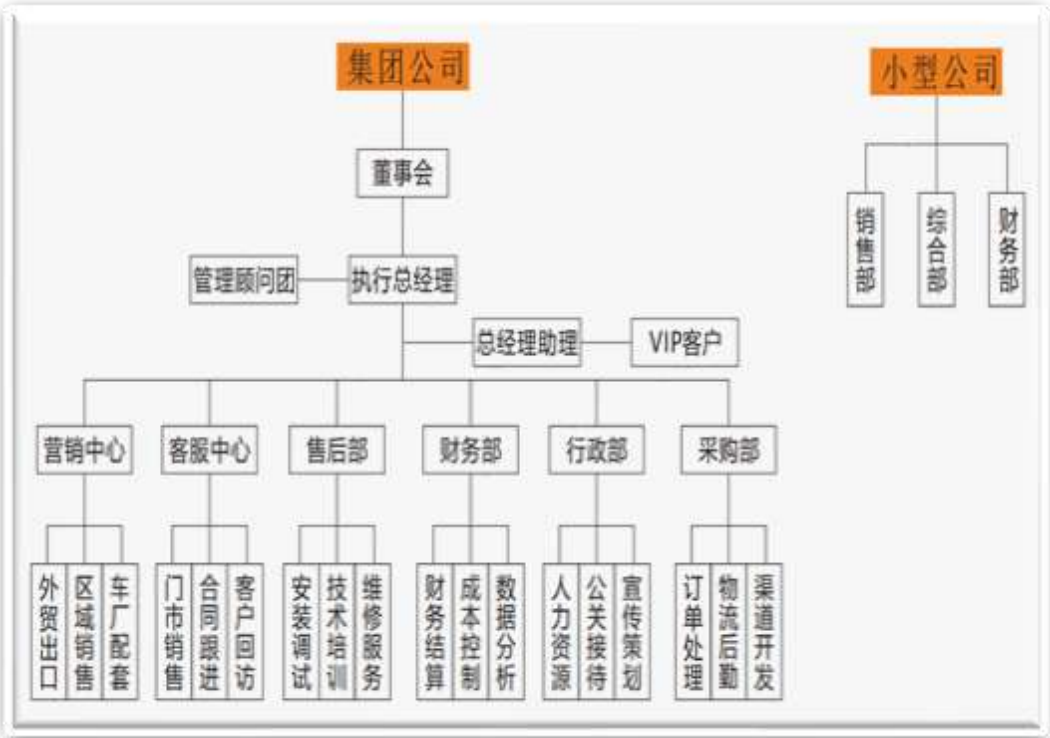 集团公司
小型公司
董事会
销售部
综合部
财务部
管理顾问团
执行总经理
总经理助理
VIP客户
营销中心
客服中心
售后部
财务部
行政部
采购部
外贸出口
区域销售
车厂配套
门市销售
合同跟进
客户回访
安装调试
技术培训
维修服务
财务结算
成本控制
数据分析
人力资源
公关接待
宣传策划
订单处理
物流后勤
渠道开发